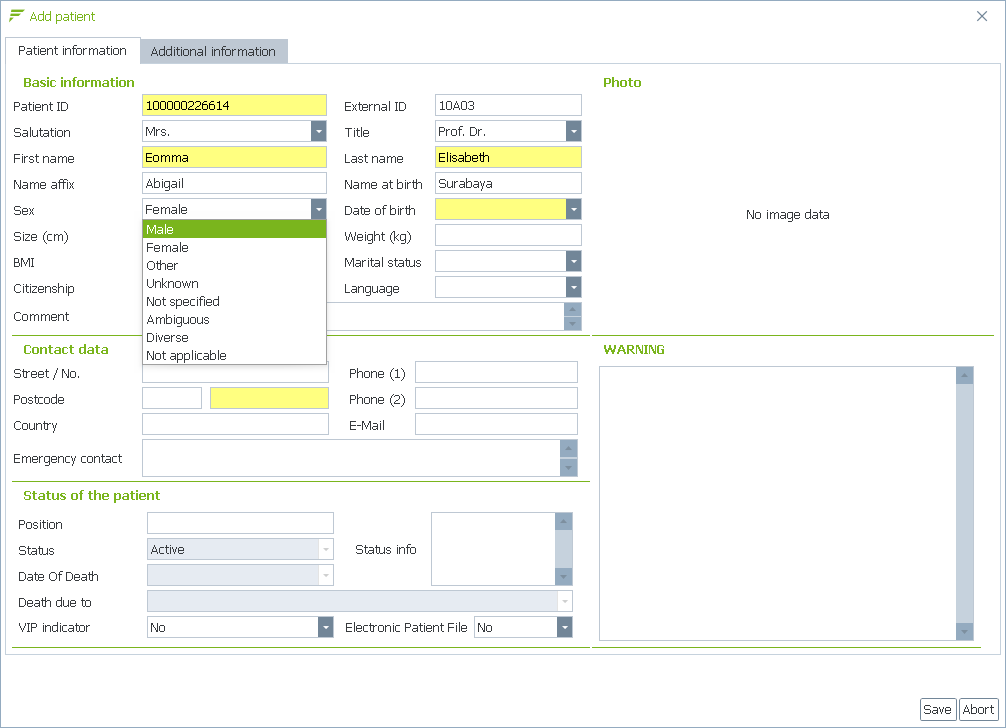 Add patient
Patient information Additional information
Basic information Photo
Patient ID 100000226614 External ID 10A03
Salutation Mrs. Title Prof. Dr.
First name Eomma Last name Elisabeth
Name affix Abigail Name at birth Surabaya
Sex Female Date of birth
No image data
Male
Size (cm) Weight (kg)
Female
BMI Other Marital status
Unknown
Citizenship Language
Not specified
Comment Ambiguous
Diverse
Not applicable
Contact data WARNING
Street / No. Phone (1)
Postcode Phone (2)
Country E-Mail
Emergency contact
Status of the patient
Position
Status Active Status info
Date Of Death
Death due to
VIP indicator No Electronic Patient File No
Save Abort